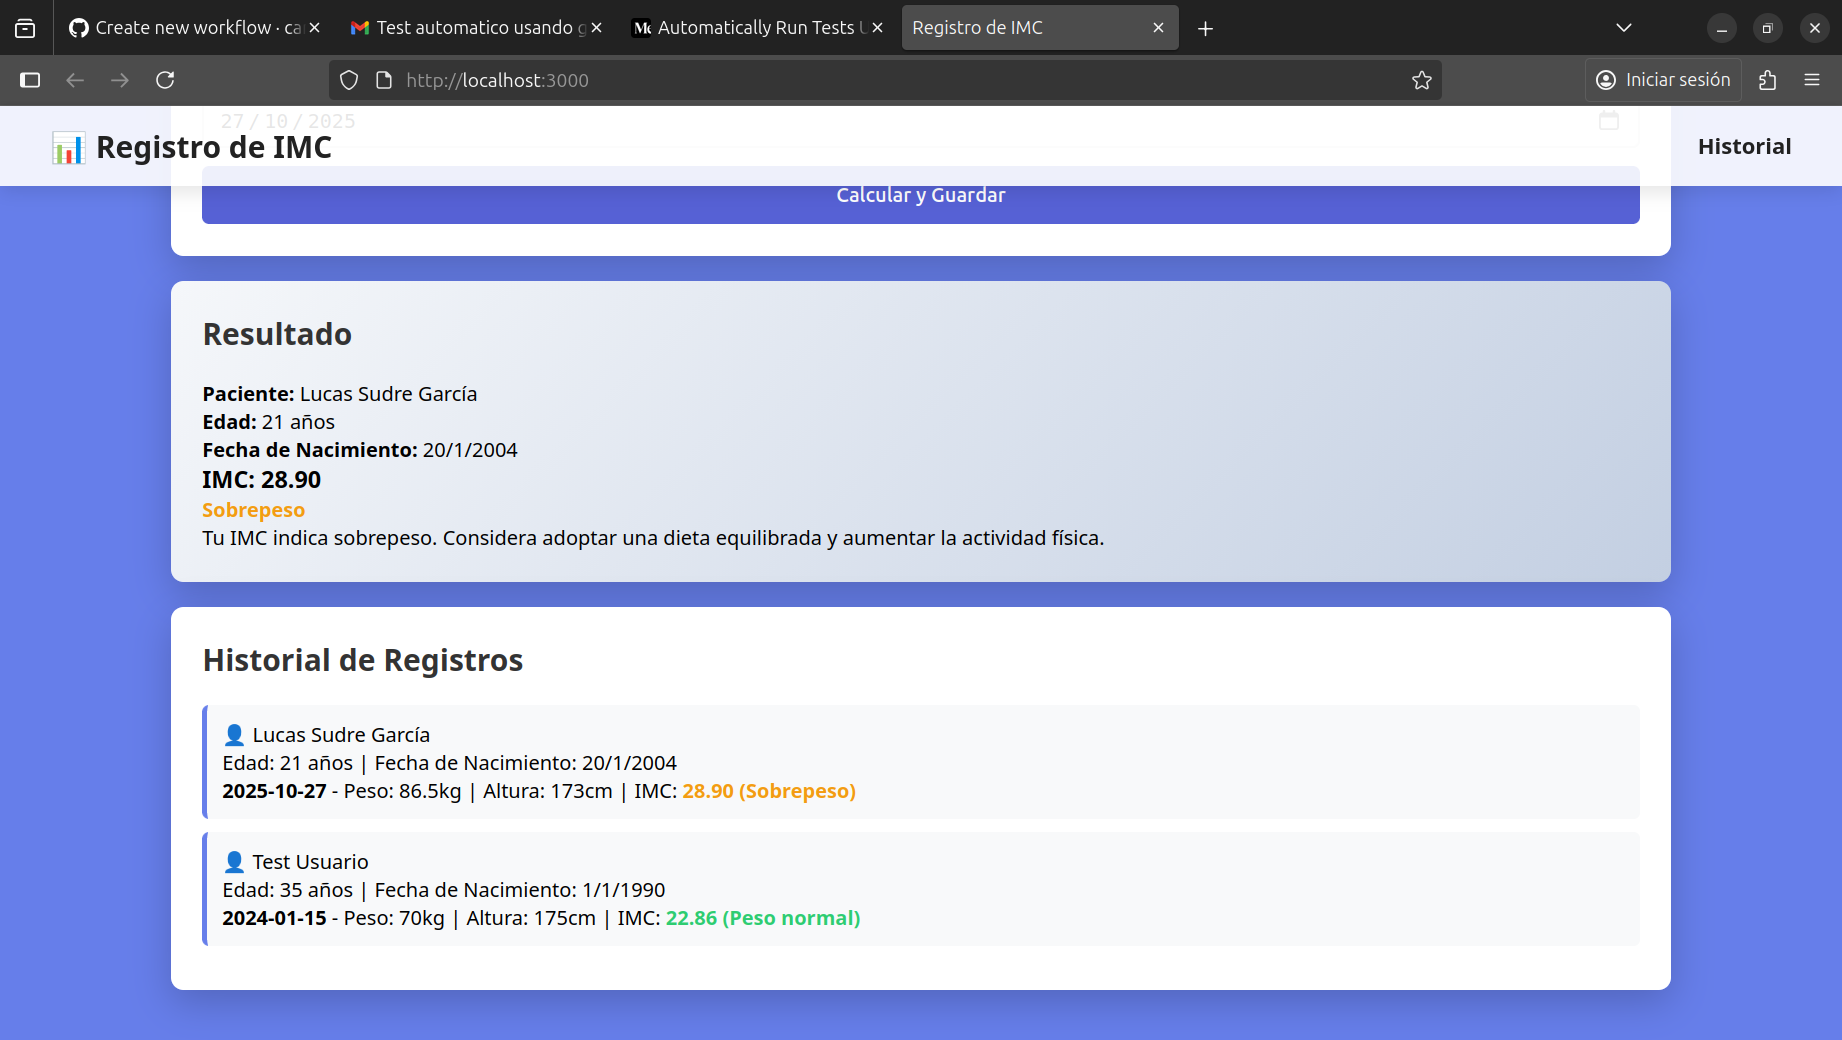 Create new workflow · ca
Test automatico usando g
Automatically Run Tests U
Registro de IMC
http://localhost:3000
Iniciar sesión
27/10/2025
📊 Registro de IMC
Historial
Calcular y Guardar
Resultado
Paciente: Lucas Sudre García
Edad: 21 años
Fecha de Nacimiento: 20/1/2004
IMC: 28.90
Sobrepeso
Tu IMC indica sobrepeso. Considera adoptar una dieta equilibrada y aumentar la actividad física.
Historial de Registros
👤 Lucas Sudre García
Edad: 21 años | Fecha de Nacimiento: 20/1/2004
2025-10-27 - Peso: 86.5kg | Altura: 173cm | IMC: 28.90 (Sobrepeso)
👤 Test Usuario
Edad: 35 años | Fecha de Nacimiento: 1/1/1990
2024-01-15 - Peso: 70kg | Altura: 175cm | IMC: 22.86 (Peso normal)